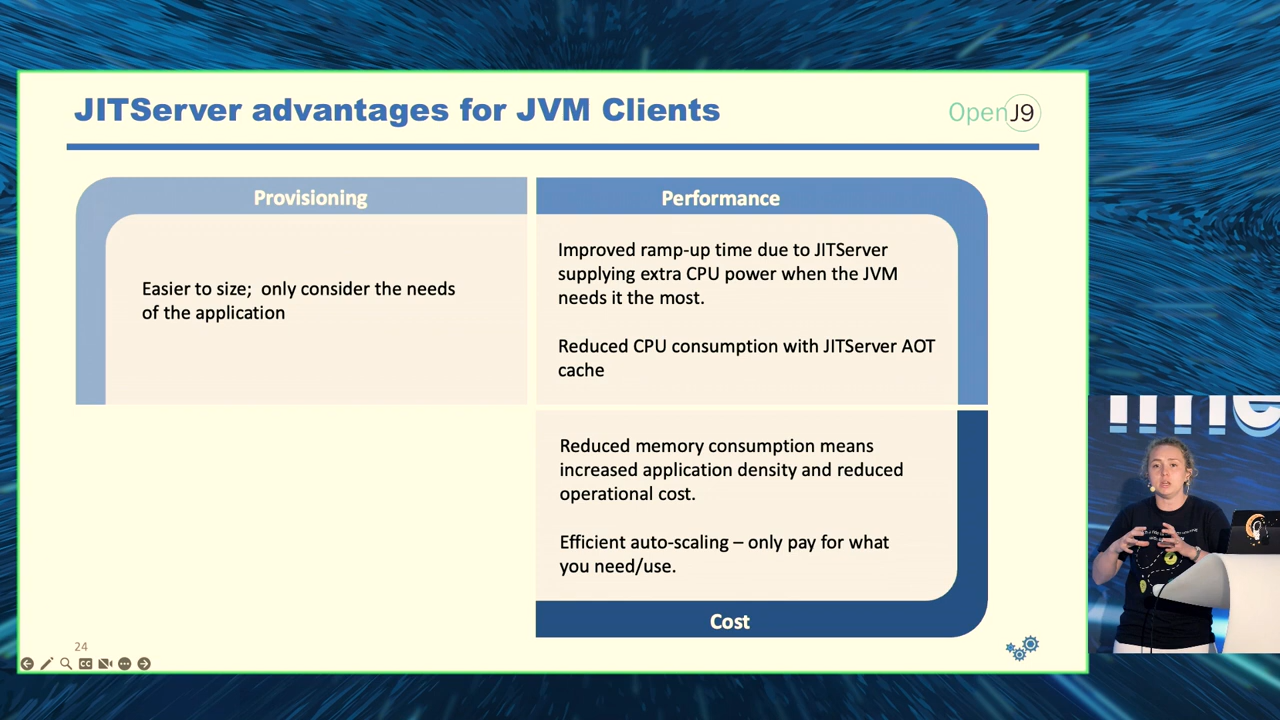 JITServer advantages for JVM Clients
OpenJ9
Provisioning
Easier to size;  only consider the needs
of the application
Performance
Improved ramp-up time due to JITServer
supplying extra CPU power when the JVM
needs it the most.
Reduced CPU consumption with JITServer AOT
cache
Reduced memory consumption means
increased application density and reduced
operational cost.
Efficient auto-scaling – only pay for what
you need/use.
Cost
24
CC